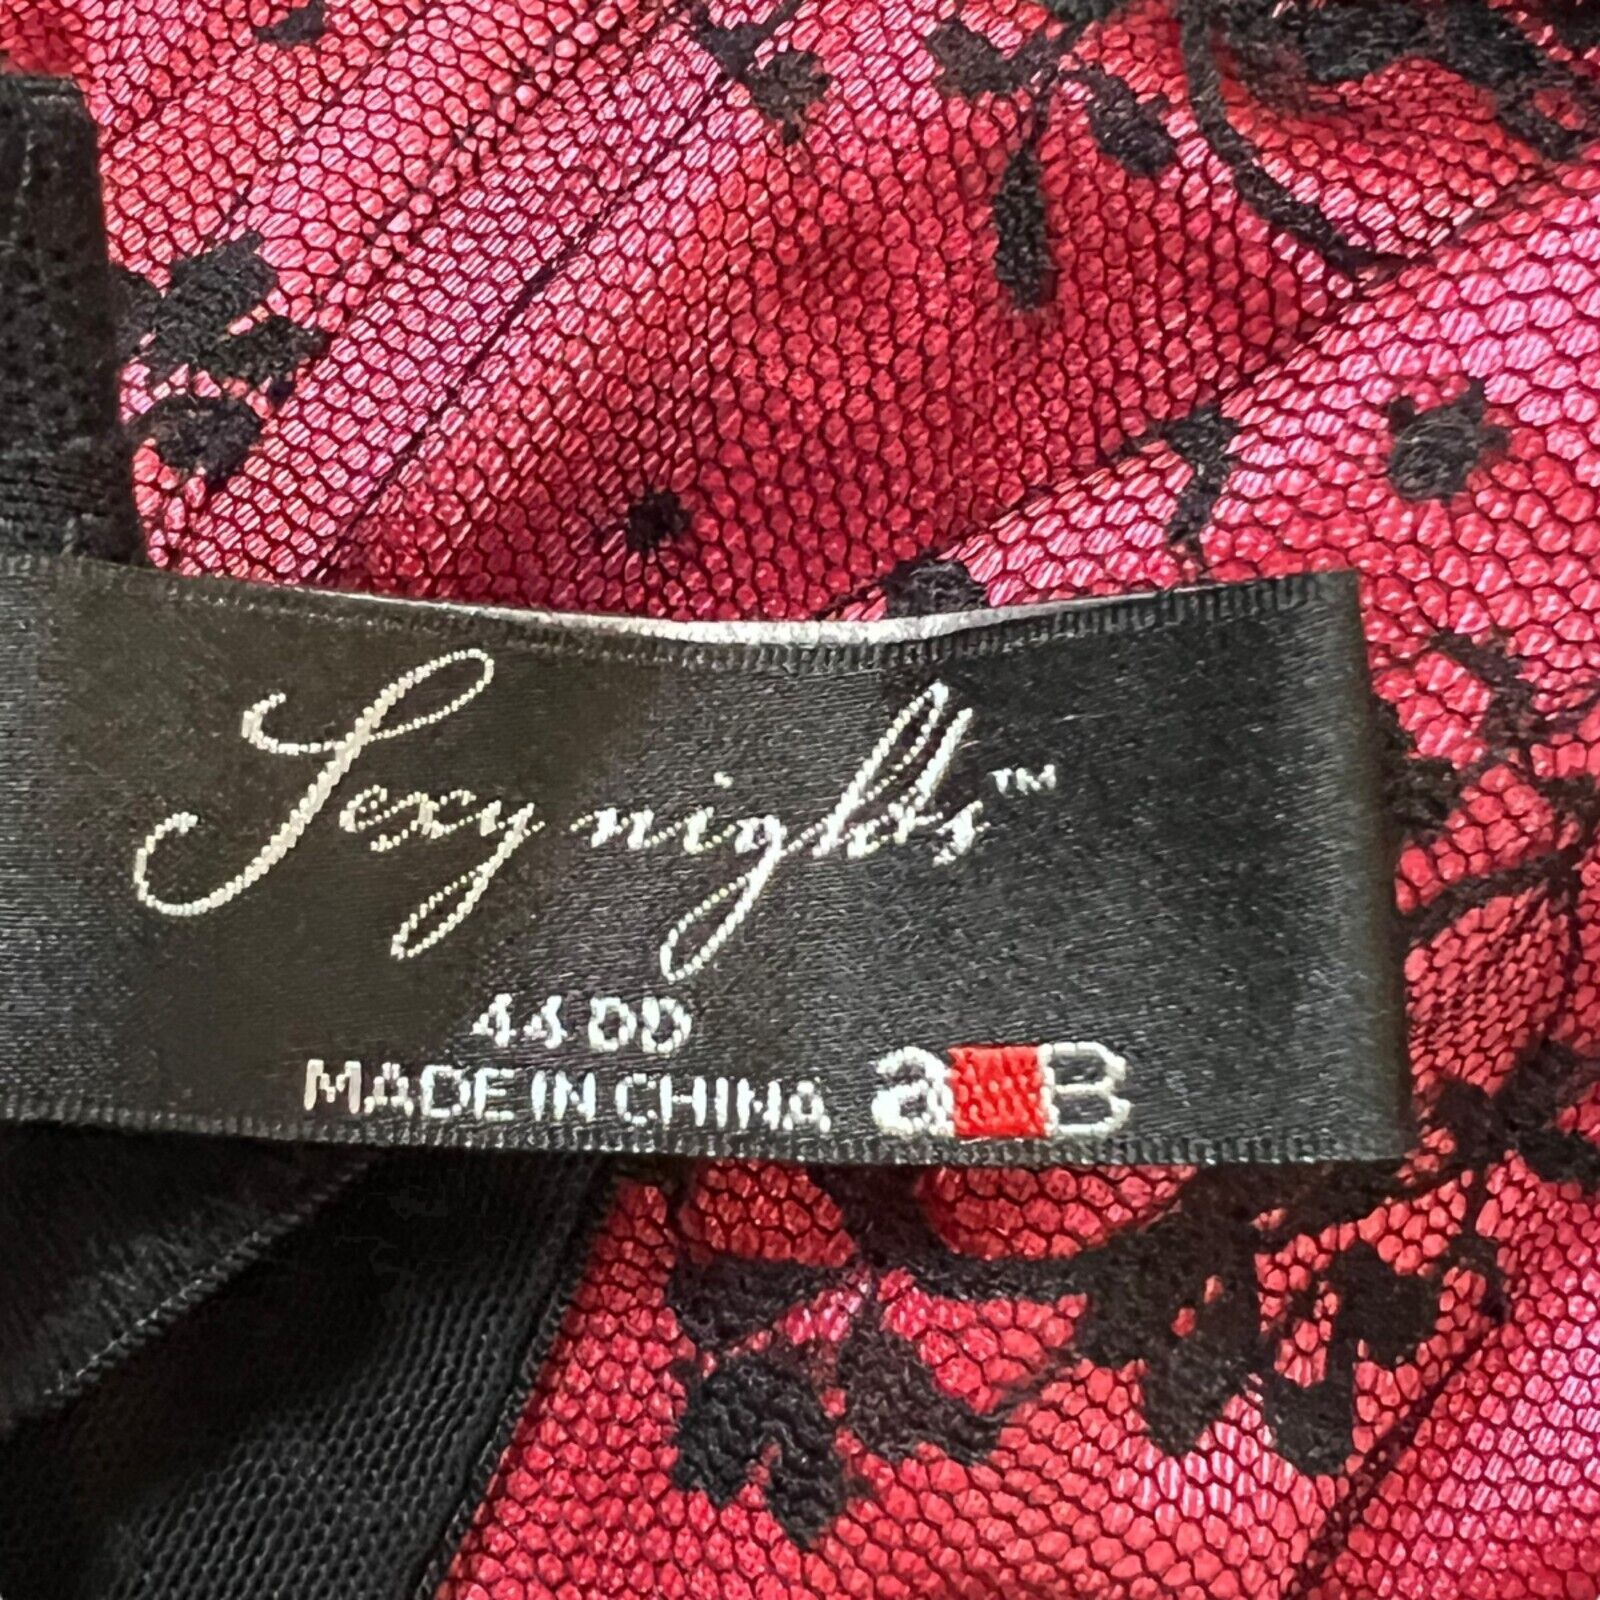 Sexy nights™
44 DD
MADE IN CHINA aB